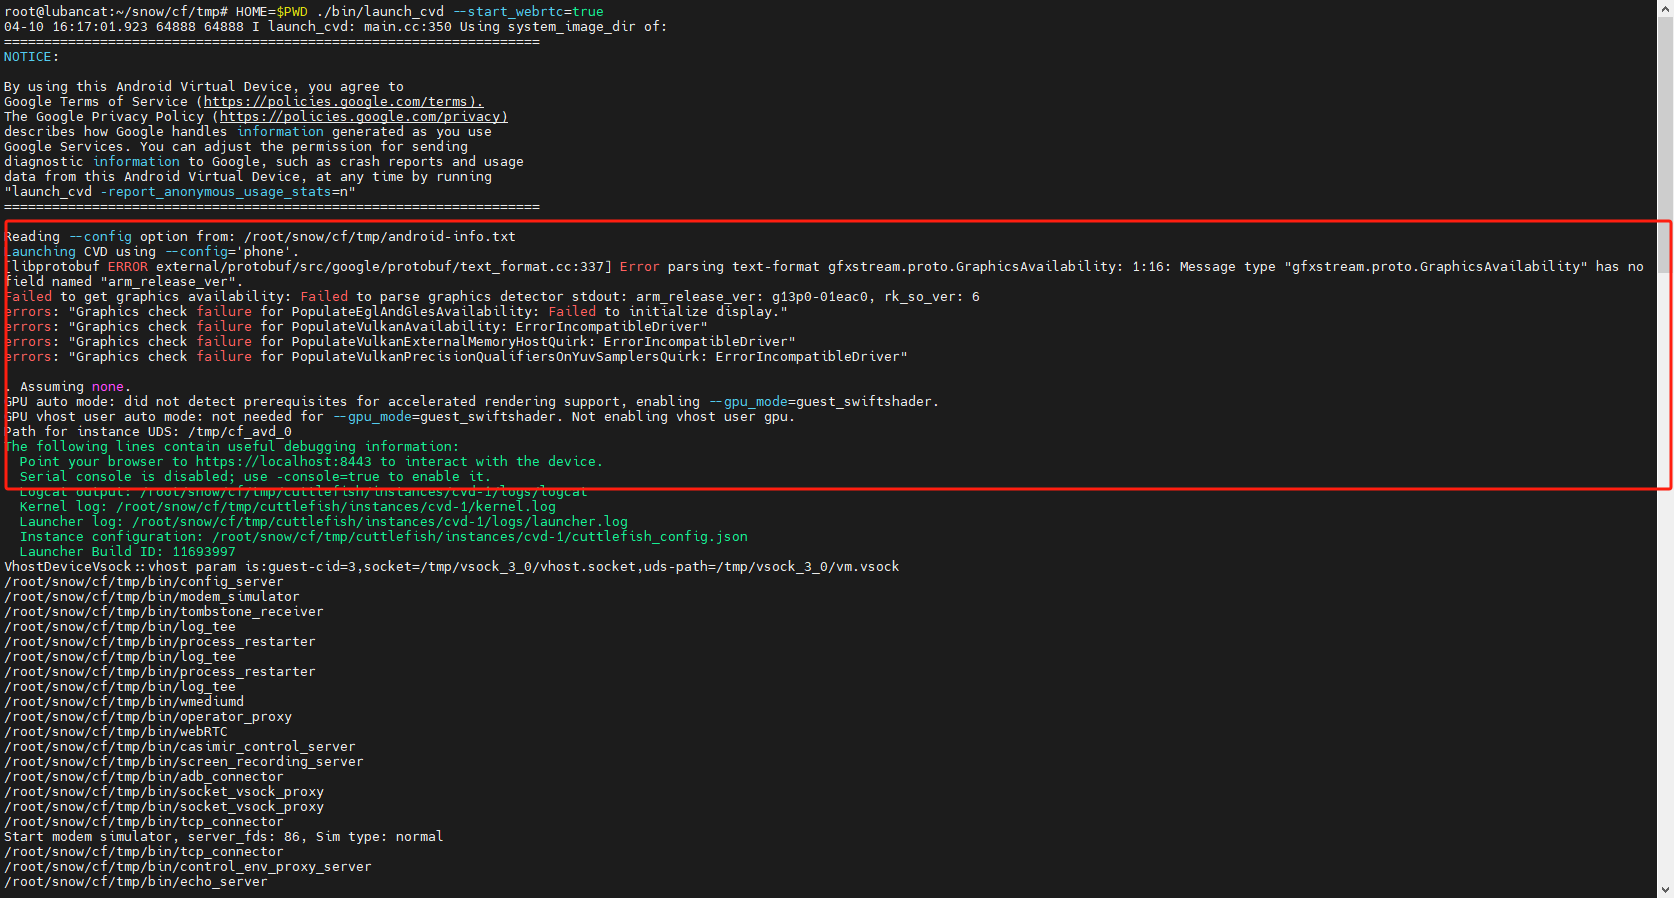 root@lubancat:~/snow/cf/tmp# HOME=$PWD ./bin/launch_cvd --start_webrtc=true
04-10 16:17:01.923 64888 64888 I launch_cvd: main.cc:350 Using system_image_dir of:
===================================================================
NOTICE:
By using this Android Virtual Device, you agree to
Google Terms of Service (https://policies.google.com/terms).
The Google Privacy Policy (https://policies.google.com/privacy)
describes how Google handles information generated as you use
Google Services. You can adjust the permission for sending
diagnostic information to Google, such as crash reports and usage
data from this Android Virtual Device, at any time by running
"launch_cvd -report_anonymous_usage_stats=n"
===================================================================
Reading --config option from: /root/snow/cf/tmp/android-info.txt
Launching CVD using --config='phone'.
[libprotobuf ERROR external/protobuf/src/google/protobuf/text_format.cc:337] Error parsing text-format gfxstream.proto.GraphicsAvailability: 1:16: Message type "gfxstream.proto.GraphicsAvailability" has no
field named "arm_release_ver".
Failed to get graphics availability: Failed to parse graphics detector stdout: arm_release_ver: g13p0-01eac0, rk_so_ver: 6
errors: "Graphics check failure for PopulateEglAndGlesAvailability: Failed to initialize display."
errors: "Graphics check failure for PopulateVulkanAvailability: ErrorIncompatibleDriver"
errors: "Graphics check failure for PopulateVulkanExternalMemoryHostQuirk: ErrorIncompatibleDriver"
errors: "Graphics check failure for PopulateVulkanPrecisionQualifiersOnYuvSamplersQuirk: ErrorIncompatibleDriver"
. Assuming none.
GPU auto mode: did not detect prerequisites for accelerated rendering support, enabling --gpu_mode=guest_swiftshader.
GPU vhost user auto mode: not needed for --gpu_mode=guest_swiftshader. Not enabling vhost user gpu.
Path for instance UDS: /tmp/cf_avd_0
The following lines contain useful debugging information:
Point your browser to https://localhost:8443 to interact with the device.
Serial console is disabled; use -console=true to enable it.
Logcat output: /root/snow/cf/tmp/cuttlefish/instances/cvd-1/logs/logcat
Kernel log: /root/snow/cf/tmp/cuttlefish/instances/cvd-1/kernel.log
Launcher log: /root/snow/cf/tmp/cuttlefish/instances/cvd-1/logs/launcher.log
Instance configuration: /root/snow/cf/tmp/cuttlefish/instances/cvd-1/cuttlefish_config.json
Launcher Build ID: 11693997
VhostDeviceVsock::vhost param is:guest-cid=3,socket=/tmp/vsock_3_0/vhost.socket,uds-path=/tmp/vsock_3_0/vm.vsock
/root/snow/cf/tmp/bin/config_server
/root/snow/cf/tmp/bin/modem_simulator
/root/snow/cf/tmp/bin/tombstone_receiver
/root/snow/cf/tmp/bin/log_tee
/root/snow/cf/tmp/bin/process_restarter
/root/snow/cf/tmp/bin/log_tee
/root/snow/cf/tmp/bin/process_restarter
/root/snow/cf/tmp/bin/log_tee
/root/snow/cf/tmp/bin/wmediumd
/root/snow/cf/tmp/bin/operator_proxy
/root/snow/cf/tmp/bin/webRTC
/root/snow/cf/tmp/bin/casimir_control_server
/root/snow/cf/tmp/bin/screen_recording_server
/root/snow/cf/tmp/bin/adb_connector
/root/snow/cf/tmp/bin/socket_vsock_proxy
/root/snow/cf/tmp/bin/socket_vsock_proxy
/root/snow/cf/tmp/bin/tcp_connector
Start modem simulator, server_fds: 86, Sim type: normal
/root/snow/cf/tmp/bin/tcp_connector
/root/snow/cf/tmp/bin/control_env_proxy_server
/root/snow/cf/tmp/bin/echo_server